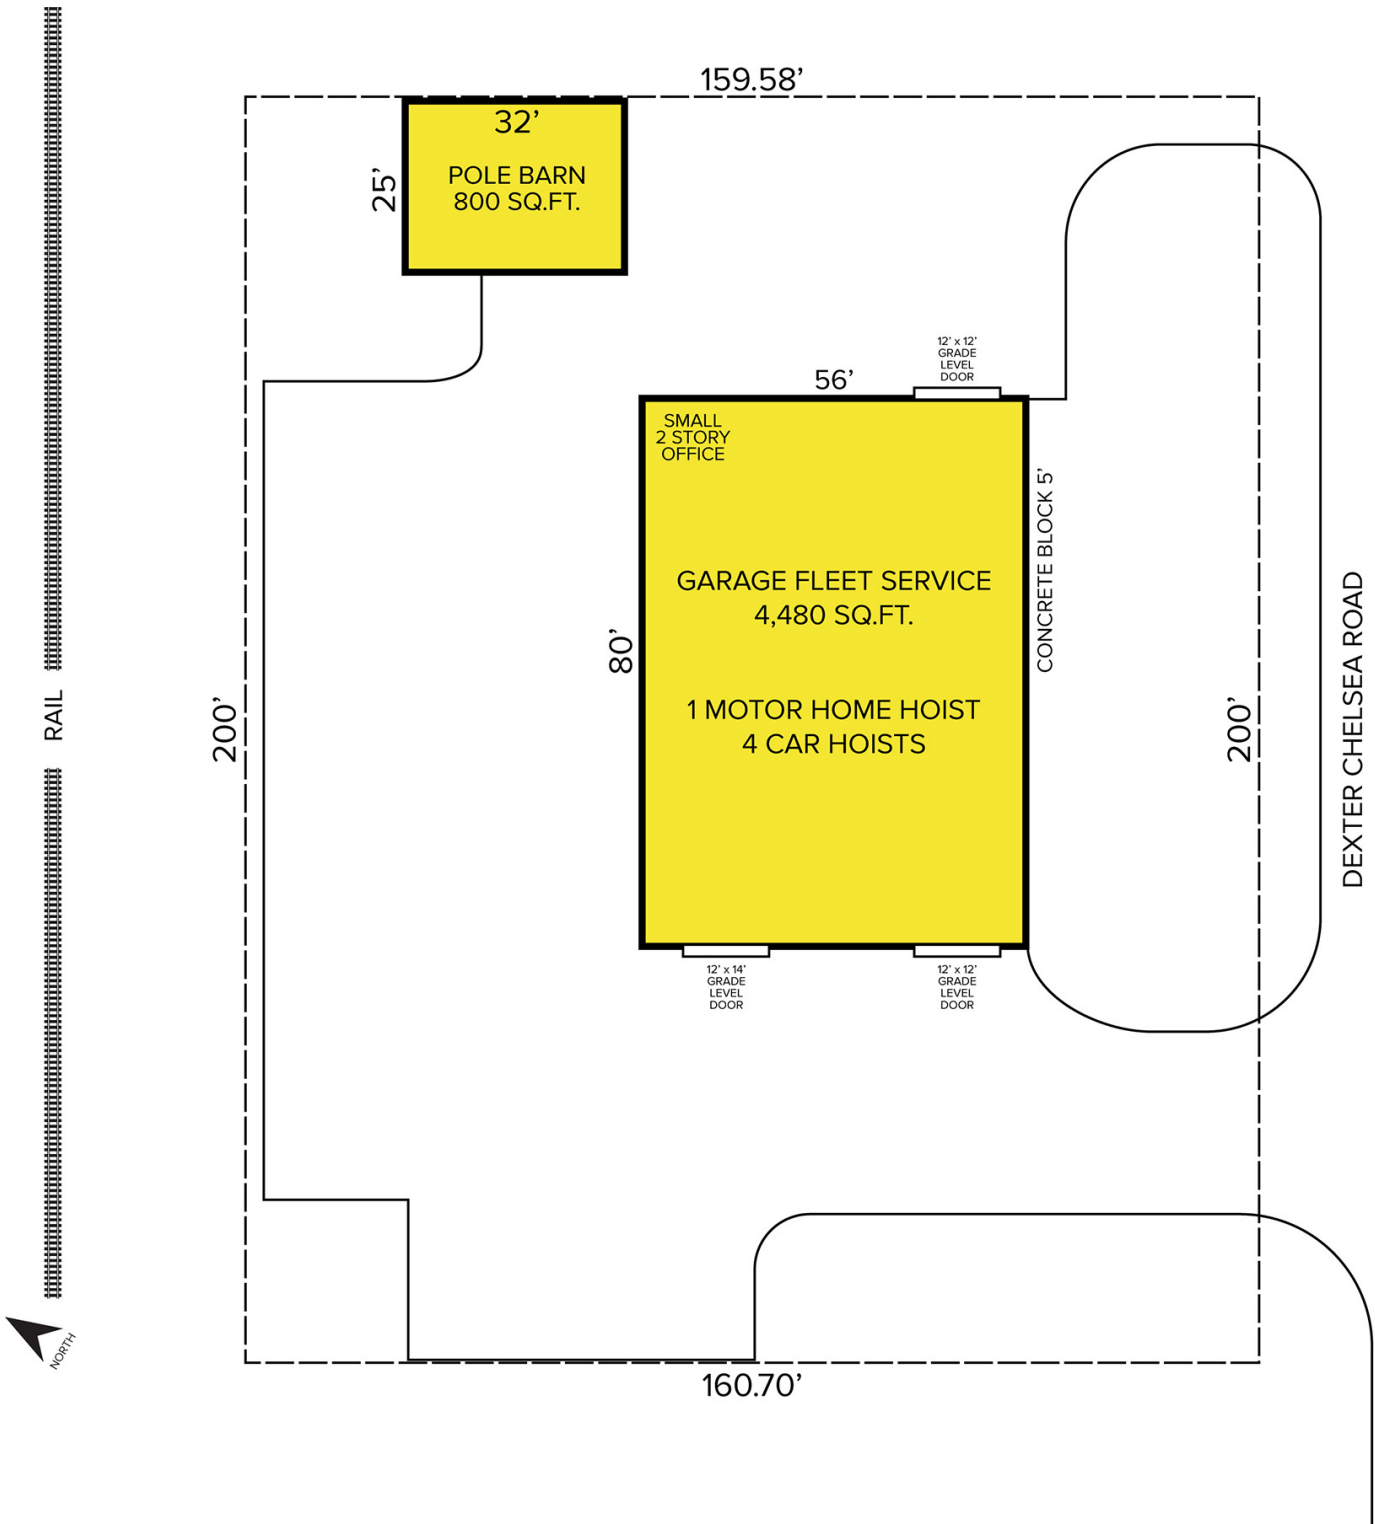 159.58’
32’
25’
POLE BARN
800 SQ.FT.
12’ x 12’
GRADE
LEVEL
DOOR
56’
SMALL
2 STORY
OFFICE
CONCRETE BLOCK 5’
GARAGE FLEET SERVICE
4,480 SQ.FT.
80’
1 MOTOR HOME HOIST
4 CAR HOISTS
RAIL
200’
200’
DEXTER CHELSEA ROAD
12’ x 14’
GRADE
LEVEL
DOOR
12’ x 12’
GRADE
LEVEL
DOOR
NORTH
160.70’